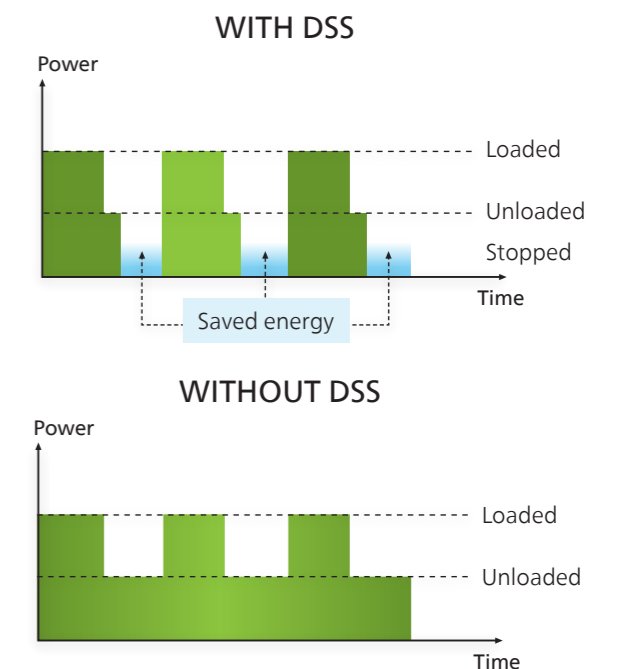 WITH DSS
Power
Loaded
Unloaded
Stopped
Time
Saved energy
WITHOUT DSS
Power
Loaded
Unloaded
Time